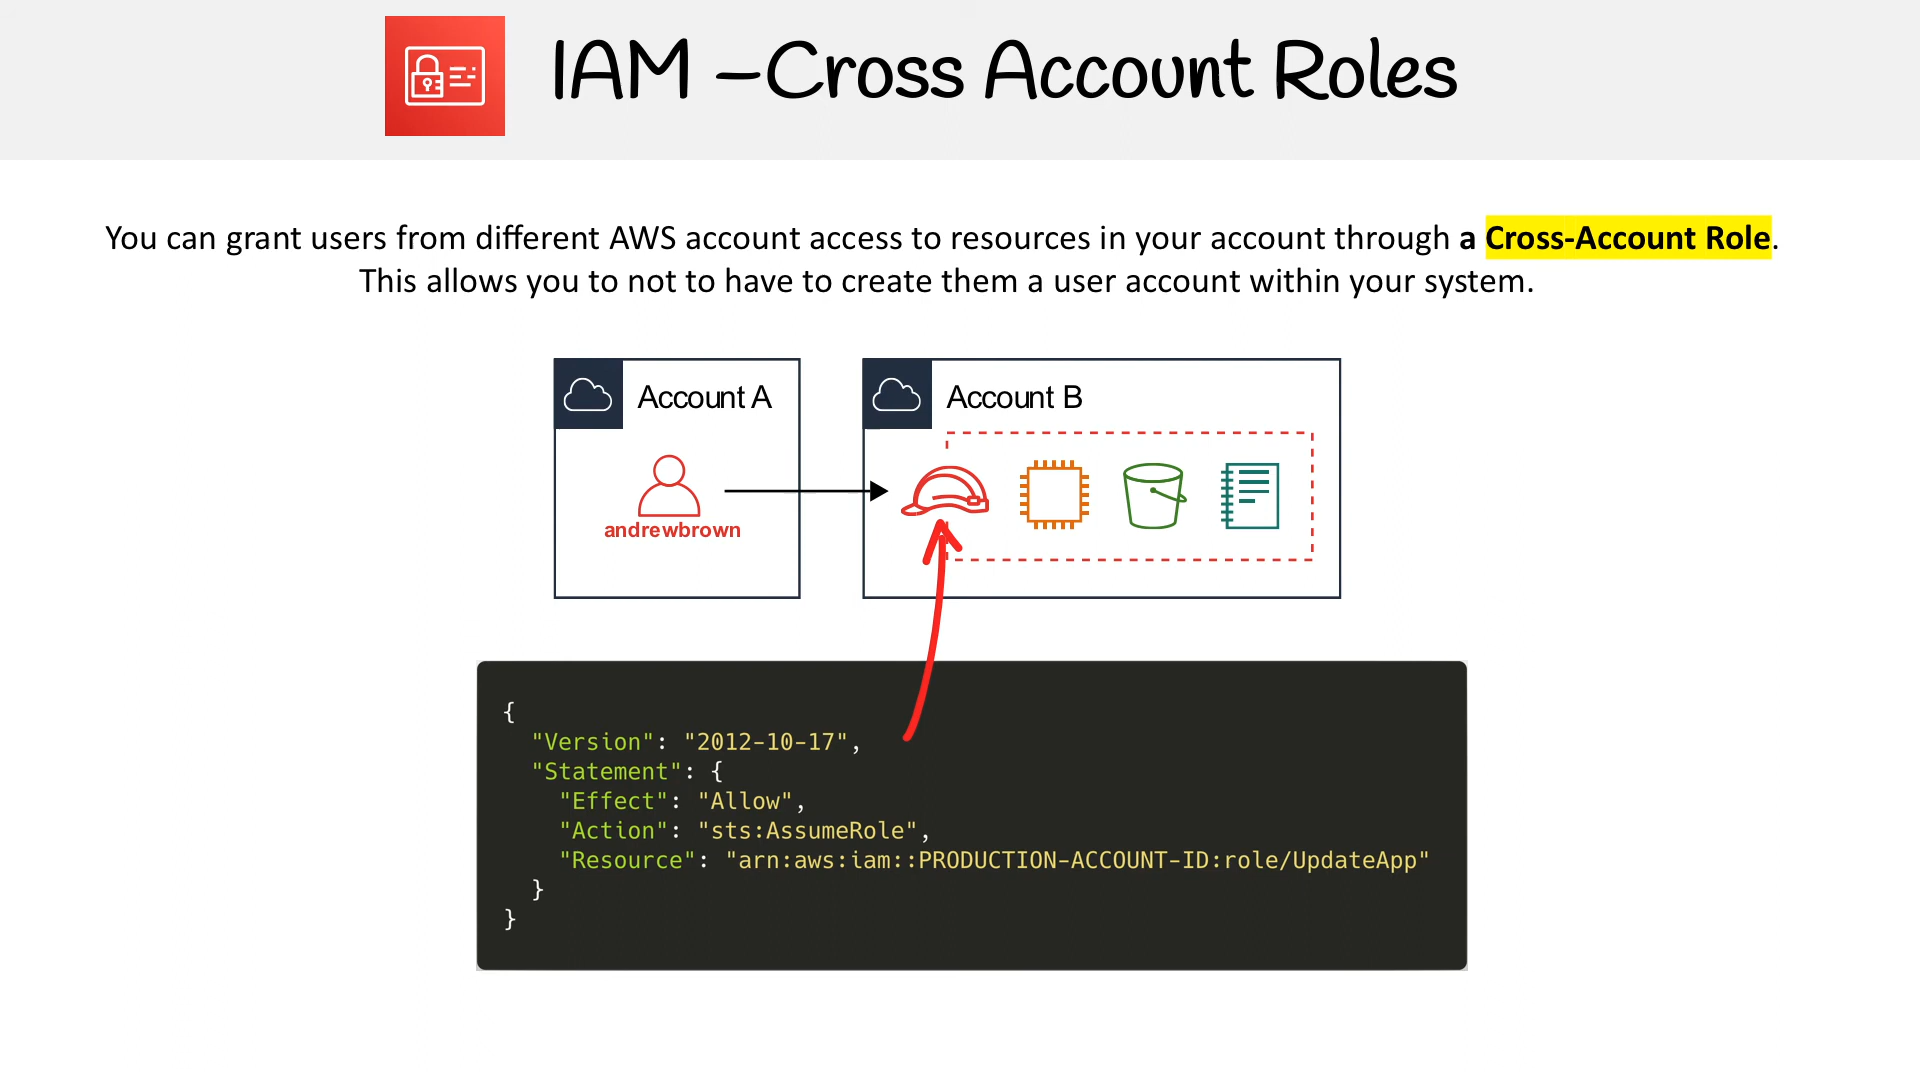 IAM –Cross Account Roles
You can grant users from different AWS account access to resources in your account through a Cross-Account Role.
This allows you to not to have to create them a user account within your system.
Account A
Account B
andrewbrown
{
  "Version": "2012-10-17",
  "Statement": {
    "Effect": "Allow",
    "Action": "sts:AssumeRole",
    "Resource": "arn:aws:iam::PRODUCTION-ACCOUNT-ID:role/UpdateApp"
  }
}